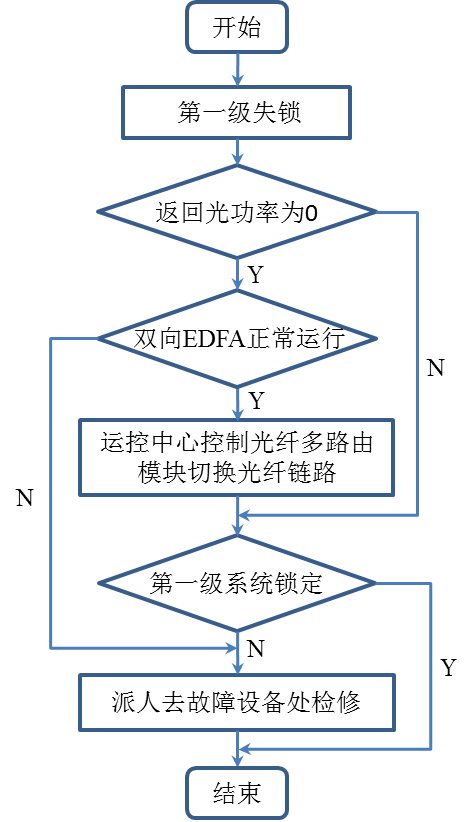 开始
第一级失锁
返回光功率为0
Y
双向EDFA正常运行
N
Y
运控中心控制光纤多路由
模块切换光纤链路
N
第一级系统锁定
N
Y
派人去故障设备处检修
结束